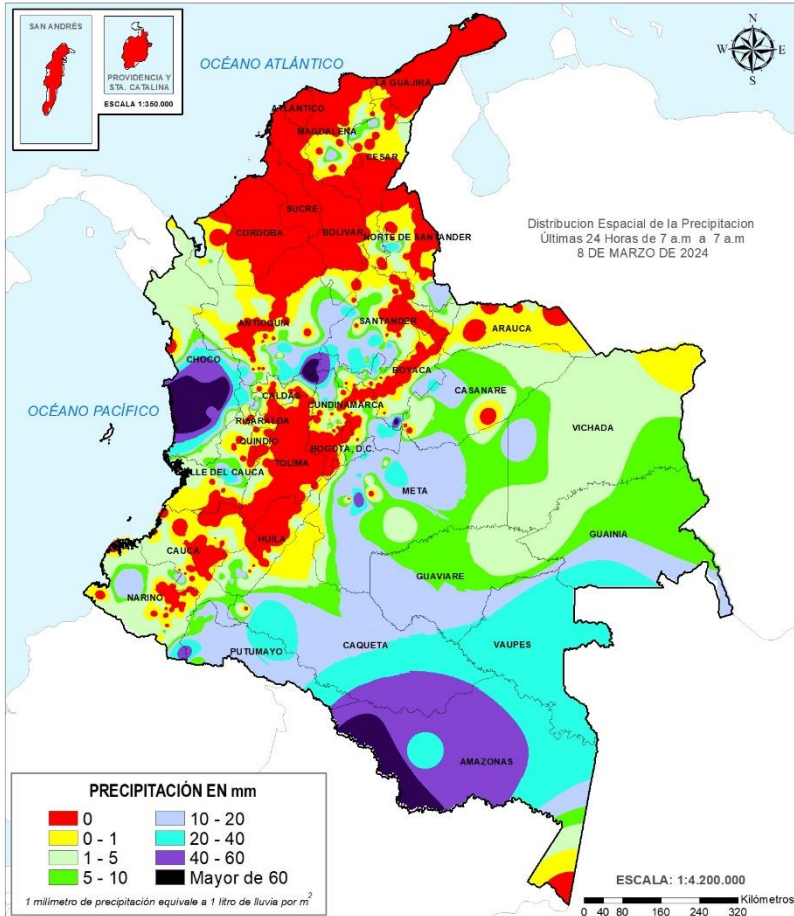 SAN ANDRÉS
PROVIDENCIA Y
STA. CATALINA
ESCALA 1:350.000
OCÉANO ATLÁNTICO
N
W E
S
LA GUAJIRA
ATLANTICO
MAGDALENA
CESAR
SUCRE
CORDOBA
BOLIVAR
NORTE DE SANTANDER
Distribucion Espacial de la Precipitacion
Últimas 24 Horas de 7 a.m a 7 a.m
8 DE MARZO DE 2024
ANTIOQUIA
SANTANDER
ARAUCA
CHOCO
BOYACA
CASANARE
OCÉANO PACÍFICO
CALDAS
CUNDINAMARCA
RISARALDA
VICHADA
QUINDIO
BOGOTA, D.C.
TOLIMA
VALLE DEL CAUCA
META
GUAINIA
HUILA
CAUCA
GUAVIARE
NARIÑO
CAQUETA
VAUPES
PUTUMAYO
AMAZONAS
PRECIPITACIÓN EN mm
0 10 - 20
0 - 1 20 - 40
1 - 5 40 - 60
5 - 10 Mayor de 60
1 milimetro de precipitación equivale a 1 litro de lluvia por m²
ESCALA: 1:4.200.000
0 40 80 160 240 320 Kilómetros